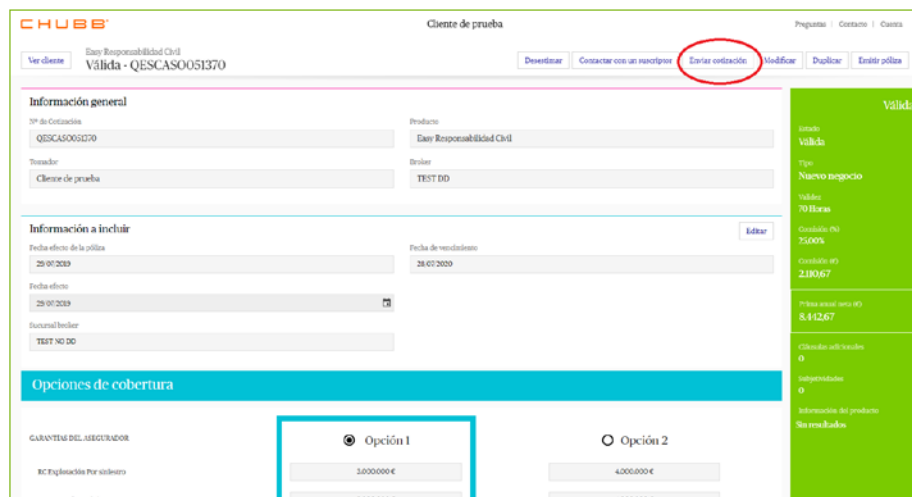 CHUBB
Cliente de prueba
Preguntas | Contacto | Cuenta
Ver cliente
Easy Responsabilidad Civil
Válida - QESCASO051370
Desestimar
Contactar con un suscriptor
Enviar cotización
Modificar
Duplicar
Emitir póliza
Información general
Nº de Cotización
QESCASO051370
Producto
Easy Responsabilidad Civil
Tomador
Cliente de prueba
Broker
TEST DD
Información a incluir
Editar
Fecha efecto de la póliza
29/07/2019
Fecha de vencimiento
28/07/2020
Fecha efecto
29/07/2019
Sucursal broker
TEST NO DD
Opciones de cobertura
GARANTÍAS DEL ASEGURADOR
Opción 1
Opción 2
RC Explotación Por siniestro
3.000.000 €
4.000.000 €
Válida
Estado
Válida
Tipo
Nuevo negocio
Validez
70 Horas
Comisión (%)
25,00%
Comisión (€)
2.110,67
Prima anual neta (€)
8.442,67
Cláusulas adicionales
0
Subjetividades
0
Información del producto
Sin resultados